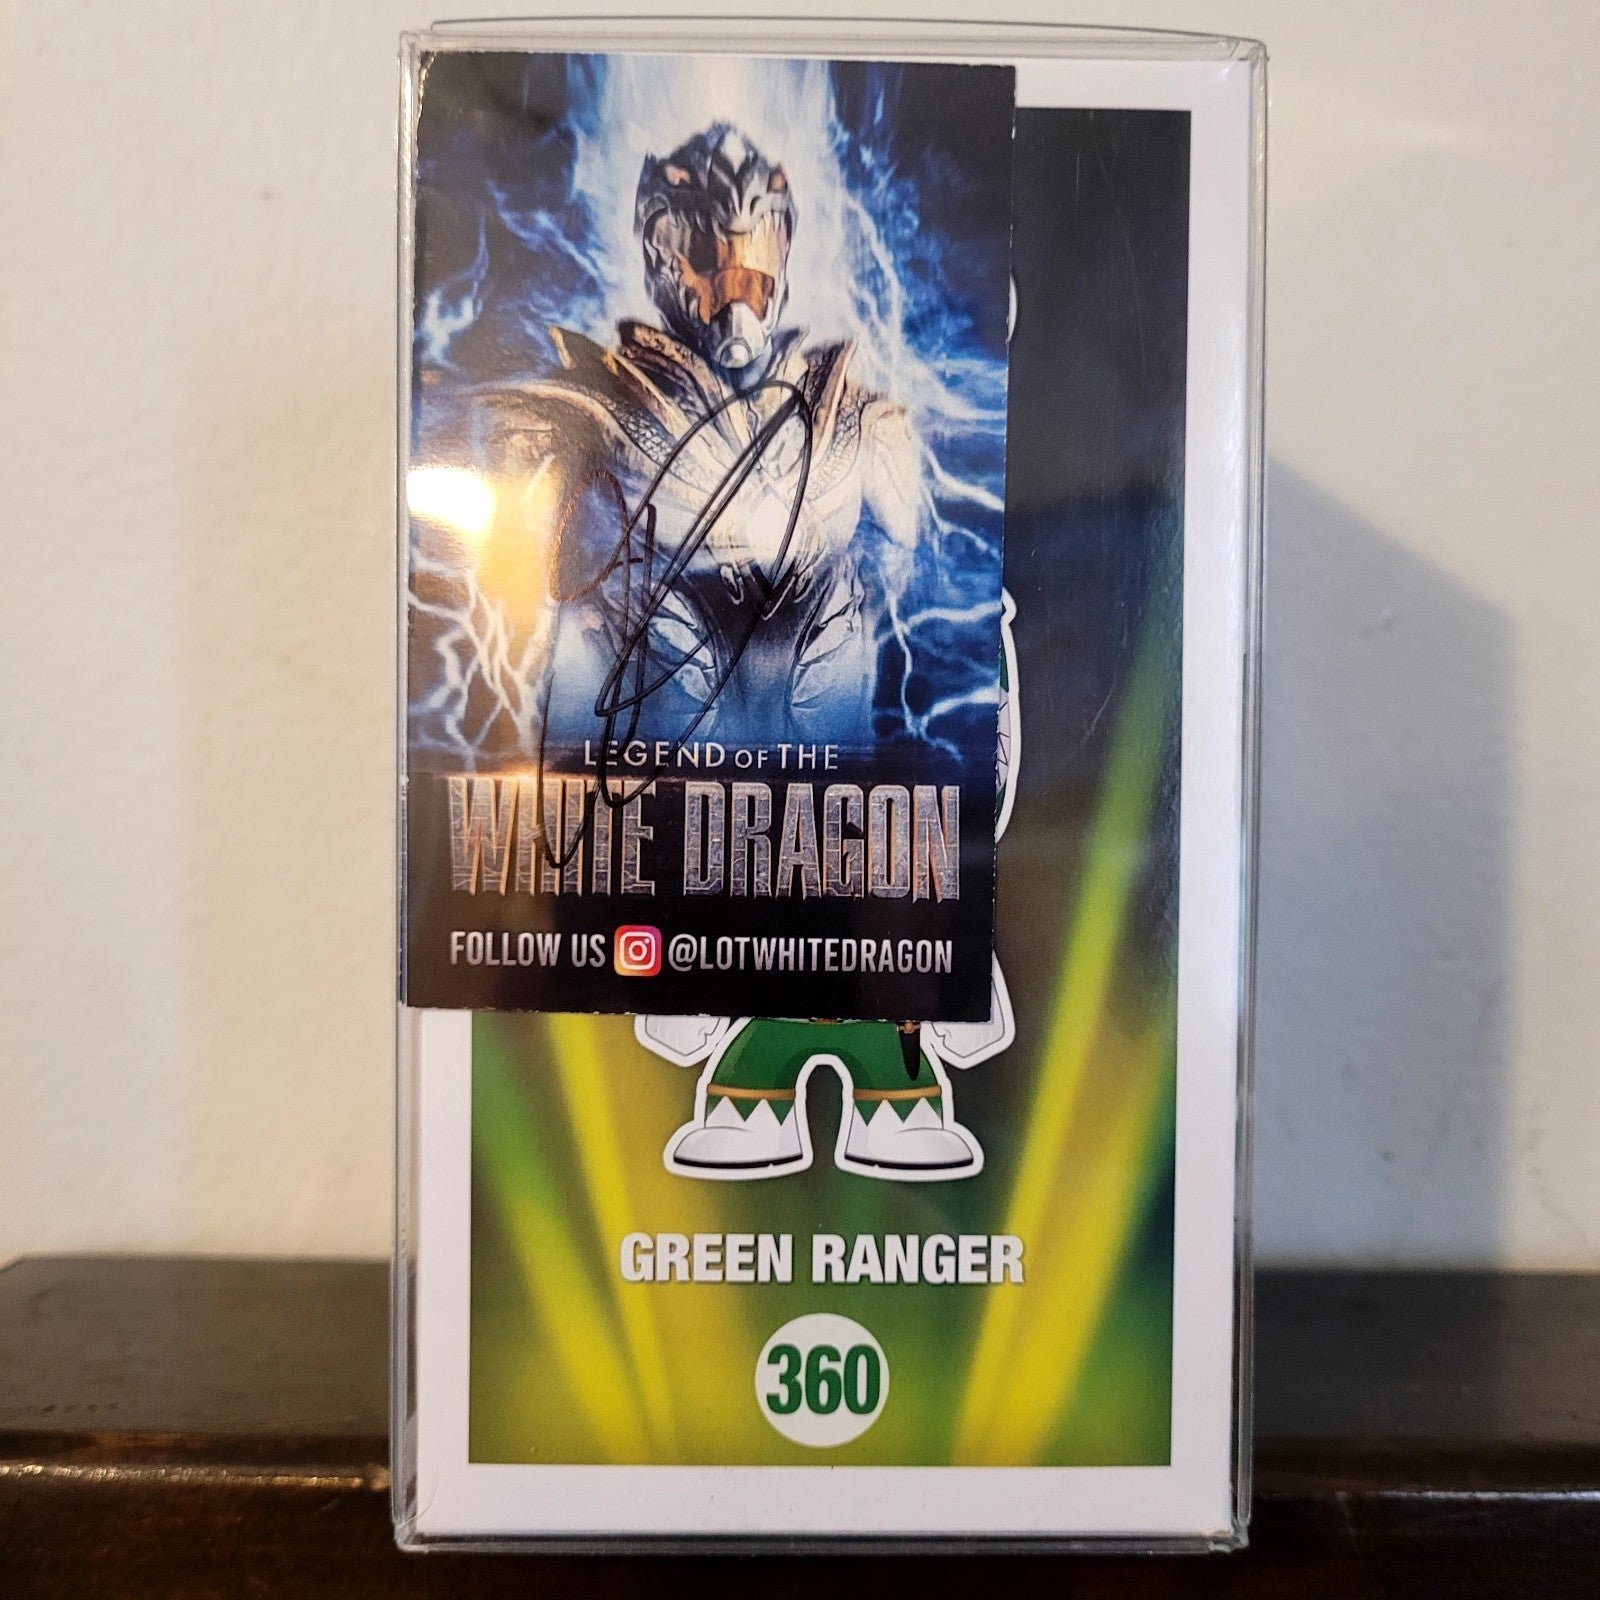 LEGEND OF THE
WHITE DRAGON
FOLLOW US @LOTWHITEDRAGON
GREEN RANGER
360